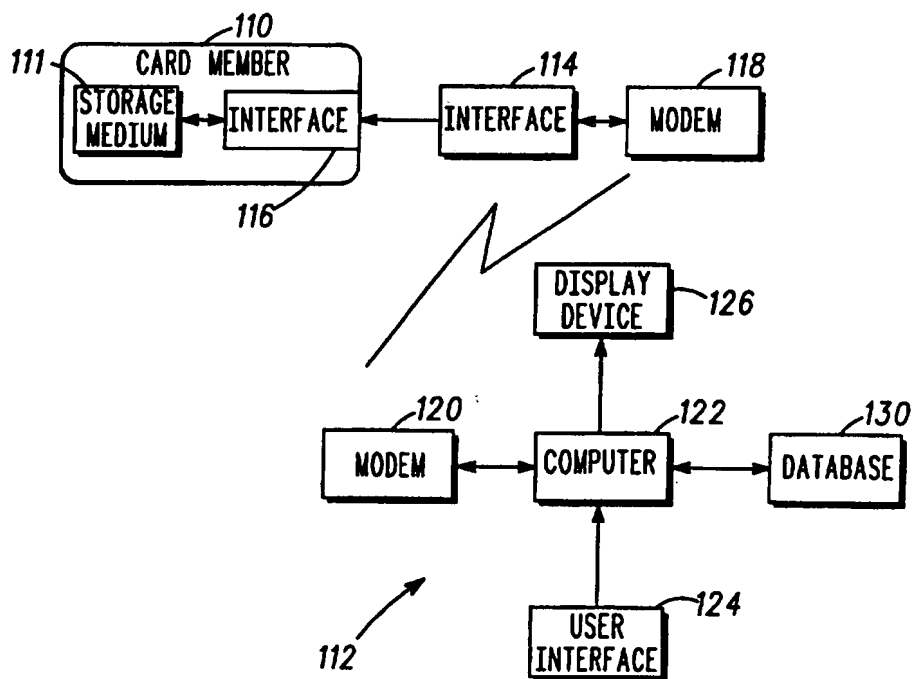 110
111
CARD MEMBER
STORAGE
MEDIUM
INTERFACE
116
114
INTERFACE
118
MODEM
DISPLAY
DEVICE
126
120
MODEM
122
COMPUTER
130
DATABASE
112
USER
INTERFACE
124